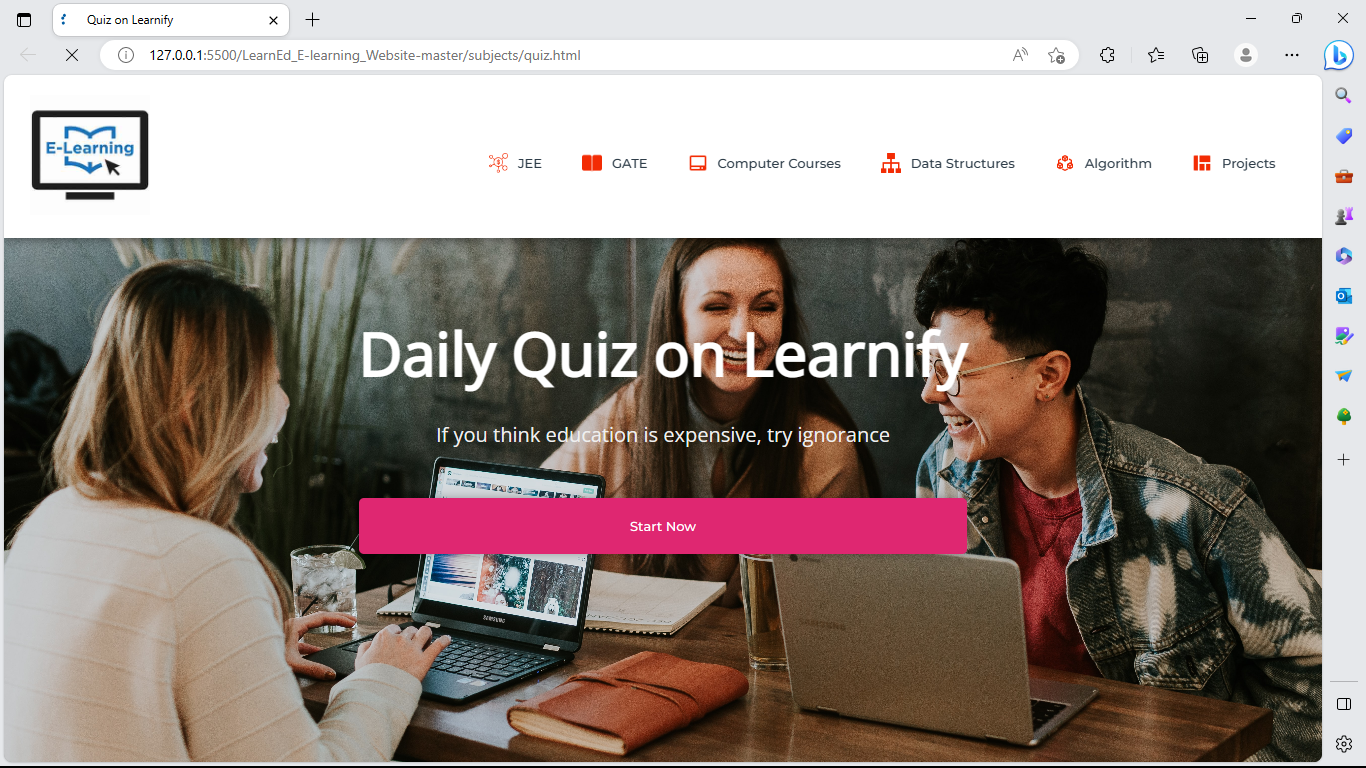 Quiz on Learnify
127.0.0.1:5500/LearnEd_E-learning_Website-master/subjects/quiz.html
E-Learning
JEE
GATE
Computer Courses
Data Structures
Algorithm
Projects
Daily Quiz on Learnify
If you think education is expensive, try ignorance
Start Now
SAMSUNG